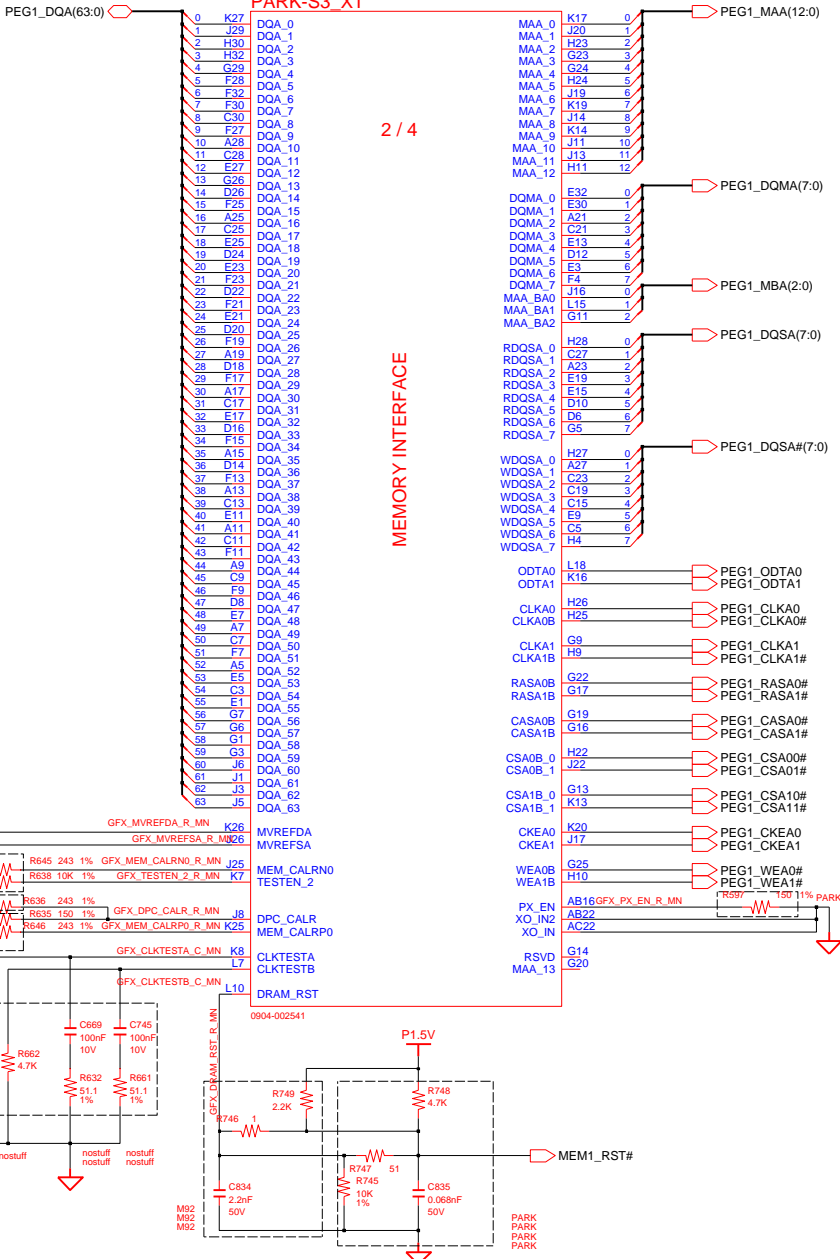 PARK-S3_XT
PEG1_DQA(63:0)
2 / 4
MEMORY INTERFACE
0 K27 DQA_0
1 J29 DQA_1
2 H30 DQA_2
3 H32 DQA_3
4 G29 DQA_4
5 F28 DQA_5
6 F32 DQA_6
7 F30 DQA_7
8 C30 DQA_8
9 F27 DQA_9
10 A28 DQA_10
11 C28 DQA_11
12 E27 DQA_12
13 G26 DQA_13
14 D26 DQA_14
15 F25 DQA_15
16 A25 DQA_16
17 C25 DQA_17
18 E25 DQA_18
19 D24 DQA_19
20 E23 DQA_20
21 F23 DQA_21
22 D22 DQA_22
23 F21 DQA_23
24 E21 DQA_24
25 D20 DQA_25
26 F19 DQA_26
27 A19 DQA_27
28 D18 DQA_28
29 F17 DQA_29
30 A17 DQA_30
31 C17 DQA_31
32 E17 DQA_32
33 D16 DQA_33
34 F15 DQA_34
35 A15 DQA_35
36 D14 DQA_36
37 F13 DQA_37
38 A13 DQA_38
39 C13 DQA_39
40 E11 DQA_40
41 A11 DQA_41
42 C11 DQA_42
43 F11 DQA_43
44 A9 DQA_44
45 C9 DQA_45
46 F9 DQA_46
47 D8 DQA_47
48 E7 DQA_48
49 A7 DQA_49
50 C7 DQA_50
51 F7 DQA_51
52 A5 DQA_52
53 E5 DQA_53
54 C3 DQA_54
55 E1 DQA_55
56 G7 DQA_56
57 G6 DQA_57
58 G1 DQA_58
59 G3 DQA_59
60 J6 DQA_60
61 J1 DQA_61
62 J3 DQA_62
63 J5 DQA_63
GFX_MVREFDA_R_MN K26 MVREFDA
GFX_MVREFSA_R_MN J26 MVREFSA
R645 243 1% GFX_MEM_CALRN0_R_MN J25 MEM_CALRN0
R638 10K 1% GFX_TESTEN_2_R_MN K7 TESTEN_2
R636 243 1%
R635 150 1% GFX_DPC_CALR_R_MN J8 DPC_CALR
R646 243 1% GFX_MEM_CALRP0_R_MN K25 MEM_CALRP0
GFX_CLKTESTA_C_MN K8 CLKTESTA
GFX_CLKTESTB_C_MN L7 CLKTESTB
L10 DRAM_RST
0904-002541
MAA_0 K17 0 PEG1_MAA(12:0)
MAA_1 J20 1
MAA_2 H23 2
MAA_3 G23 3
MAA_4 G24 4
MAA_5 H24 5
MAA_6 J19 6
MAA_7 K19 7
MAA_8 J14 8
MAA_9 K14 9
MAA_10 J11 10
MAA_11 J13 11
MAA_12 H11 12
DQMA_0 E32 0 PEG1_DQMA(7:0)
DQMA_1 E30 1
DQMA_2 A21 2
DQMA_3 C21 3
DQMA_4 E13 4
DQMA_5 D12 5
DQMA_6 E3 6
DQMA_7 F4 7
MAA_BA0 J16 0 PEG1_MBA(2:0)
MAA_BA1 L15 1
MAA_BA2 G11 2
RDQSA_0 H28 0 PEG1_DQSA(7:0)
RDQSA_1 C27 1
RDQSA_2 A23 2
RDQSA_3 E19 3
RDQSA_4 E15 4
RDQSA_5 D10 5
RDQSA_6 D6 6
RDQSA_7 G5 7
WDQSA_0 H27 0 PEG1_DQSA#(7:0)
WDQSA_1 A27 1
WDQSA_2 C23 2
WDQSA_3 C19 3
WDQSA_4 C15 4
WDQSA_5 E9 5
WDQSA_6 C5 6
WDQSA_7 H4 7
ODTA0 L18 PEG1_ODTA0
ODTA1 K16 PEG1_ODTA1
CLKA0 H26 PEG1_CLKA0
CLKA0B H25 PEG1_CLKA0#
CLKA1 G9 PEG1_CLKA1
CLKA1B H9 PEG1_CLKA1#
RASA0B G22 PEG1_RASA0#
RASA1B G17 PEG1_RASA1#
CASA0B G19 PEG1_CASA0#
CASA1B G16 PEG1_CASA1#
CSA0B_0 H22 PEG1_CSA00#
CSA0B_1 J22 PEG1_CSA01#
CSA1B_0 G13 PEG1_CSA10#
CSA1B_1 K13 PEG1_CSA11#
CKEA0 K20 PEG1_CKEA0
CKEA1 J17 PEG1_CKEA1
WEA0B G25 PEG1_WEA0#
WEA1B H10 PEG1_WEA1#
PX_EN AB16 GFX_PX_EN_R_MN R597 150 1% PARK
XO_IN2 AB22
XO_IN AC22
RSVD G14
MAA_13 G20
R662
4.7K
C669
100nF
10V
R632
51.1
1%
C745
100nF
10V
R661
51.1
1%
nostuff
nostuff
nostuff
nostuff
nostuff
GFX_DRAM_RST_R_MN
P1.5V
R749
2.2K
R748
4.7K
R746 1
R747 51
R745
10K
1%
C834
2.2nF
50V
C835
0.068nF
50V
MEM1_RST#
M92
M92
M92
PARK
PARK
PARK
PARK